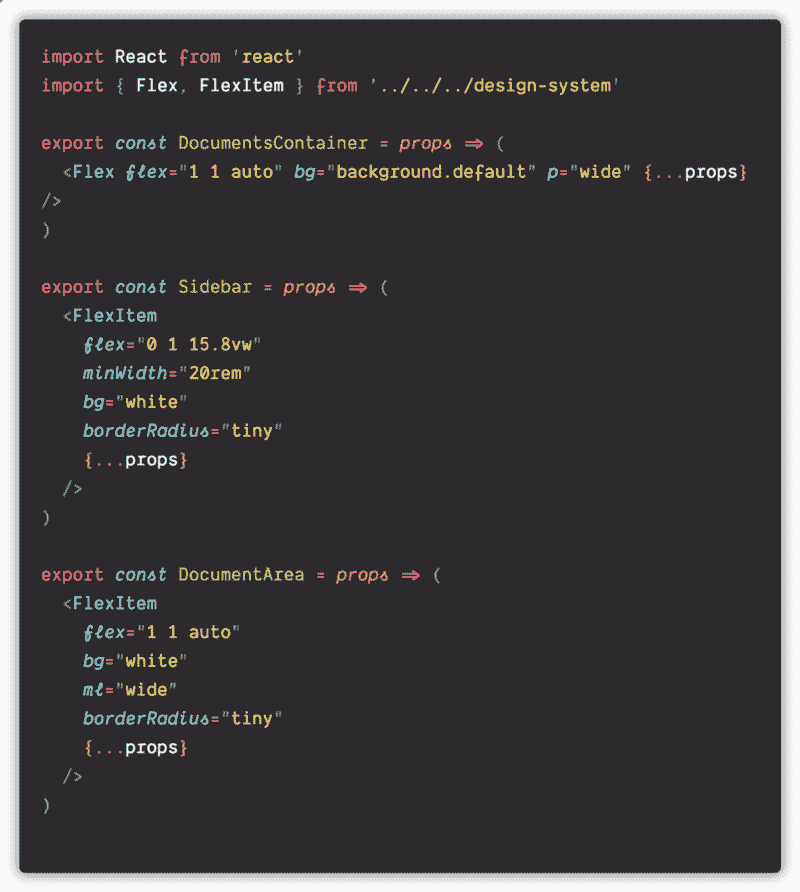 import React from 'react'
import { Flex, FlexItem } from '../../../design-system'
export const DocumentsContainer = props => (
<Flex flex="1 1 auto" bg="background.default" p="wide" {...props}
/>
)
export const Sidebar = props => (
<FlexItem
flex="0 1 15.8vw"
minWidth="20rem"
bg="white"
borderRadius="tiny"
{...props}
/>
)
export const DocumentArea = props => (
<FlexItem
flex="1 1 auto"
bg="white"
ml="wide"
borderRadius="tiny"
{...props}
/>
)